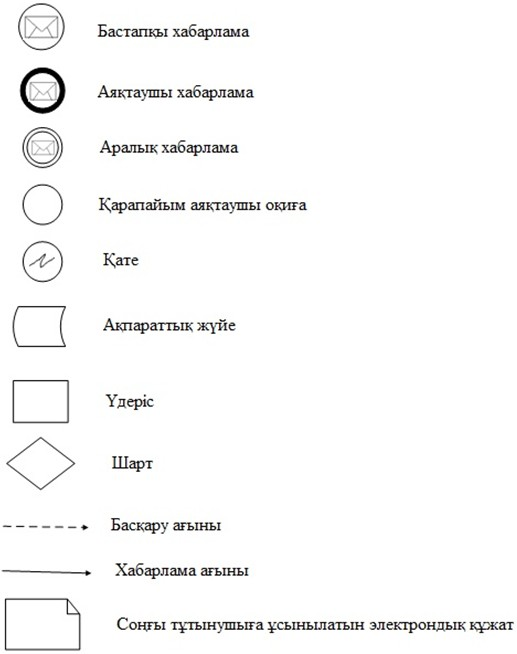 Бастапқы хабарлама
Аяқтаушы хабарлама
Аралық хабарлама
Қарапайым аяқтаушы оқиға
Қате
Ақпараттық жүйе
Үдеріс
Шарт
Басқару ағыны
Хабарлама ағыны
Соңғы тұтынушыға ұсынылатын электрондық құжат